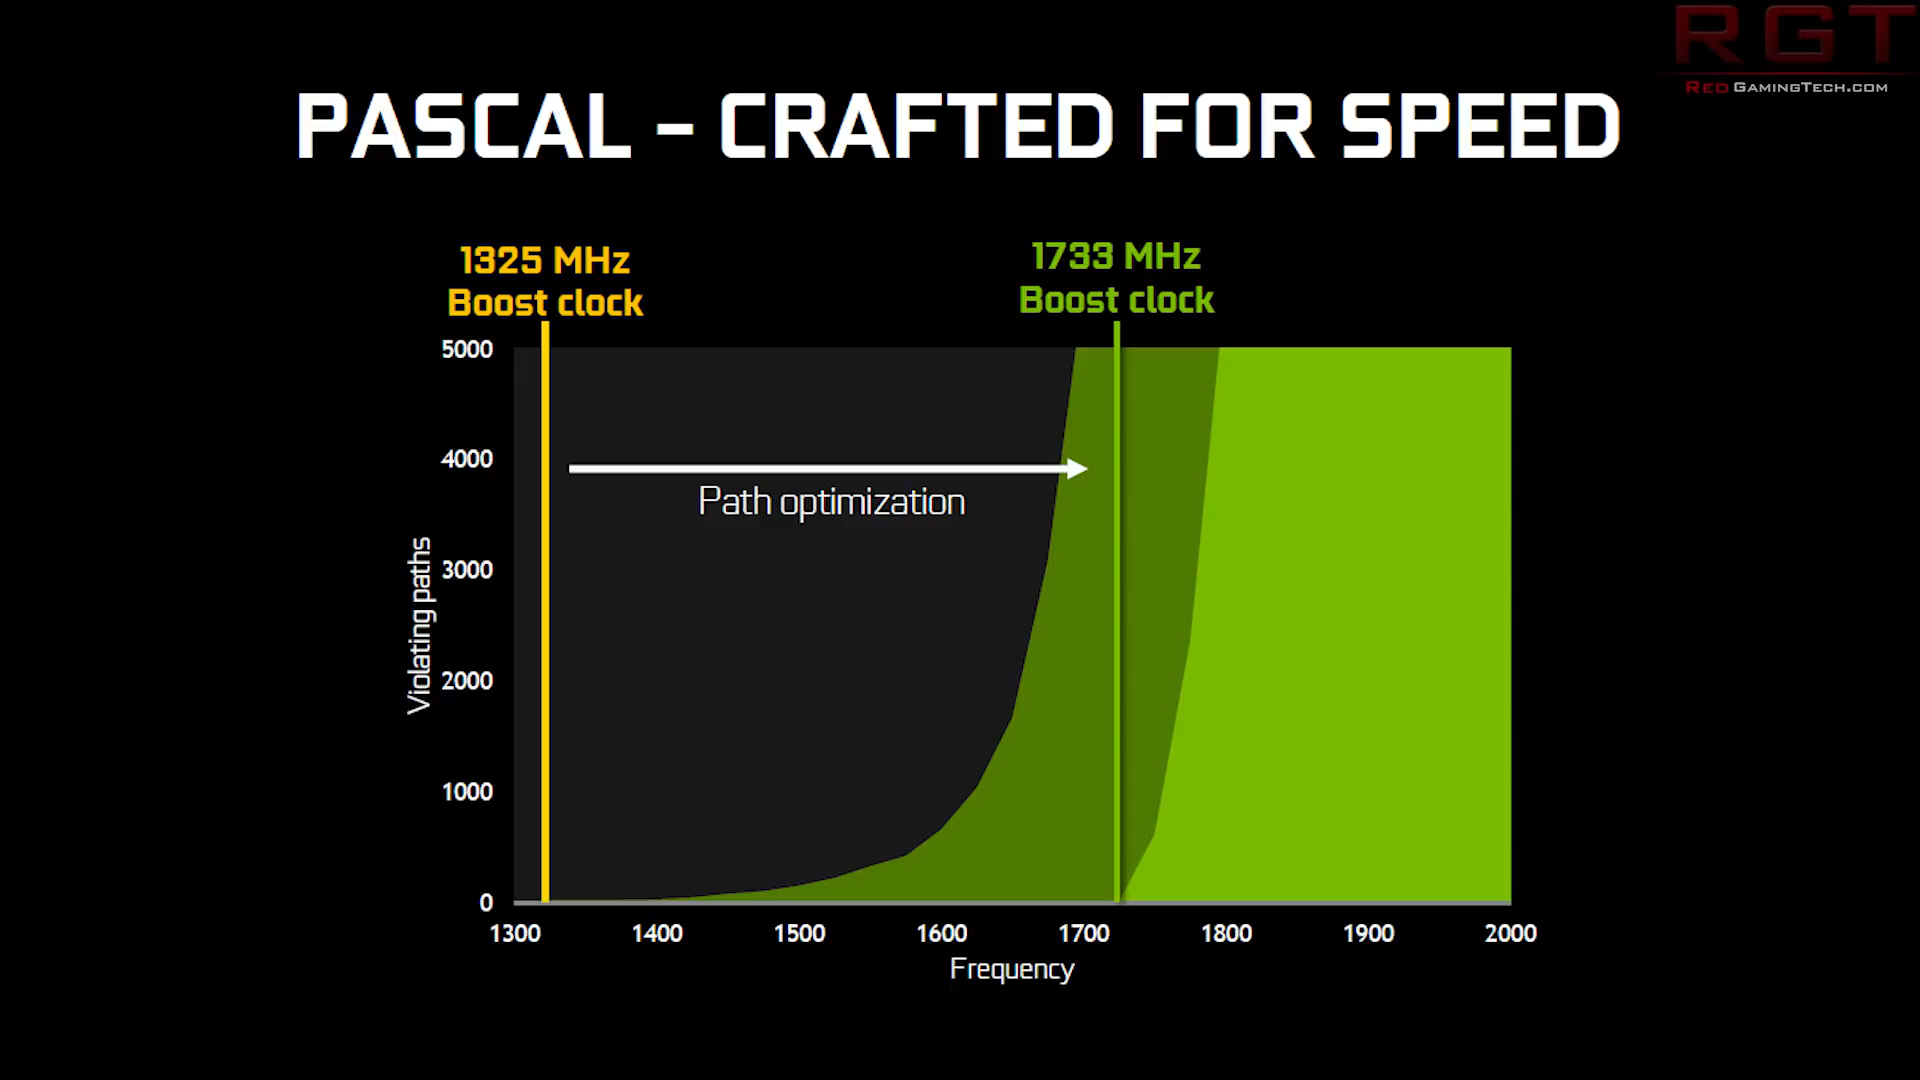 RGT
RED GAMINGTECH.COM
PASCAL - CRAFTED FOR SPEED
1325 MHz
Boost clock
1733 MHz
Boost clock
5000
4000
Path optimization
3000
Violating paths
2000
1000
0
1300 1400 1500 1600 1700 1800 1900 2000
Frequency